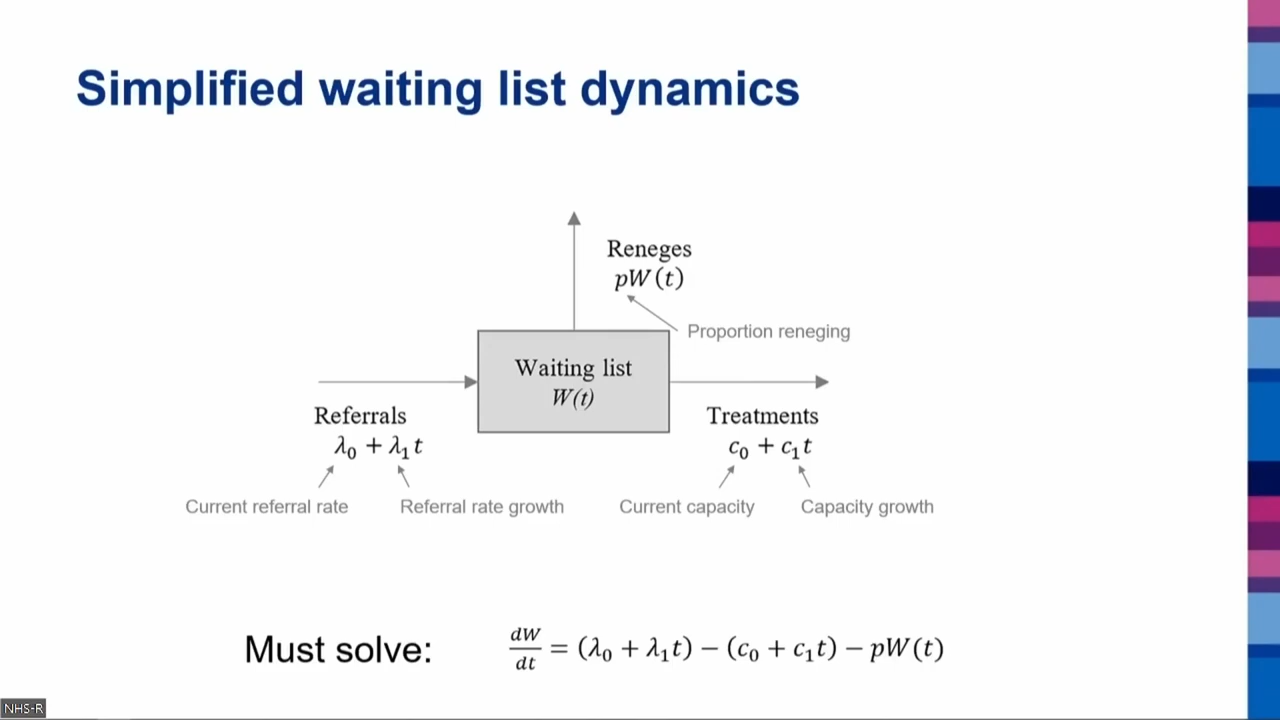 Simplified waiting list dynamics
Reneges
pW(t)
Proportion reneging
Waiting list
W(t)
Referrals
λ₀ + λ₁t
Treatments
c₀ + c₁t
Current referral rate
Referral rate growth
Current capacity
Capacity growth
Must solve: dW/dt = (λ₀ + λ₁t) − (c₀ + c₁t) − pW(t)
NHS-R